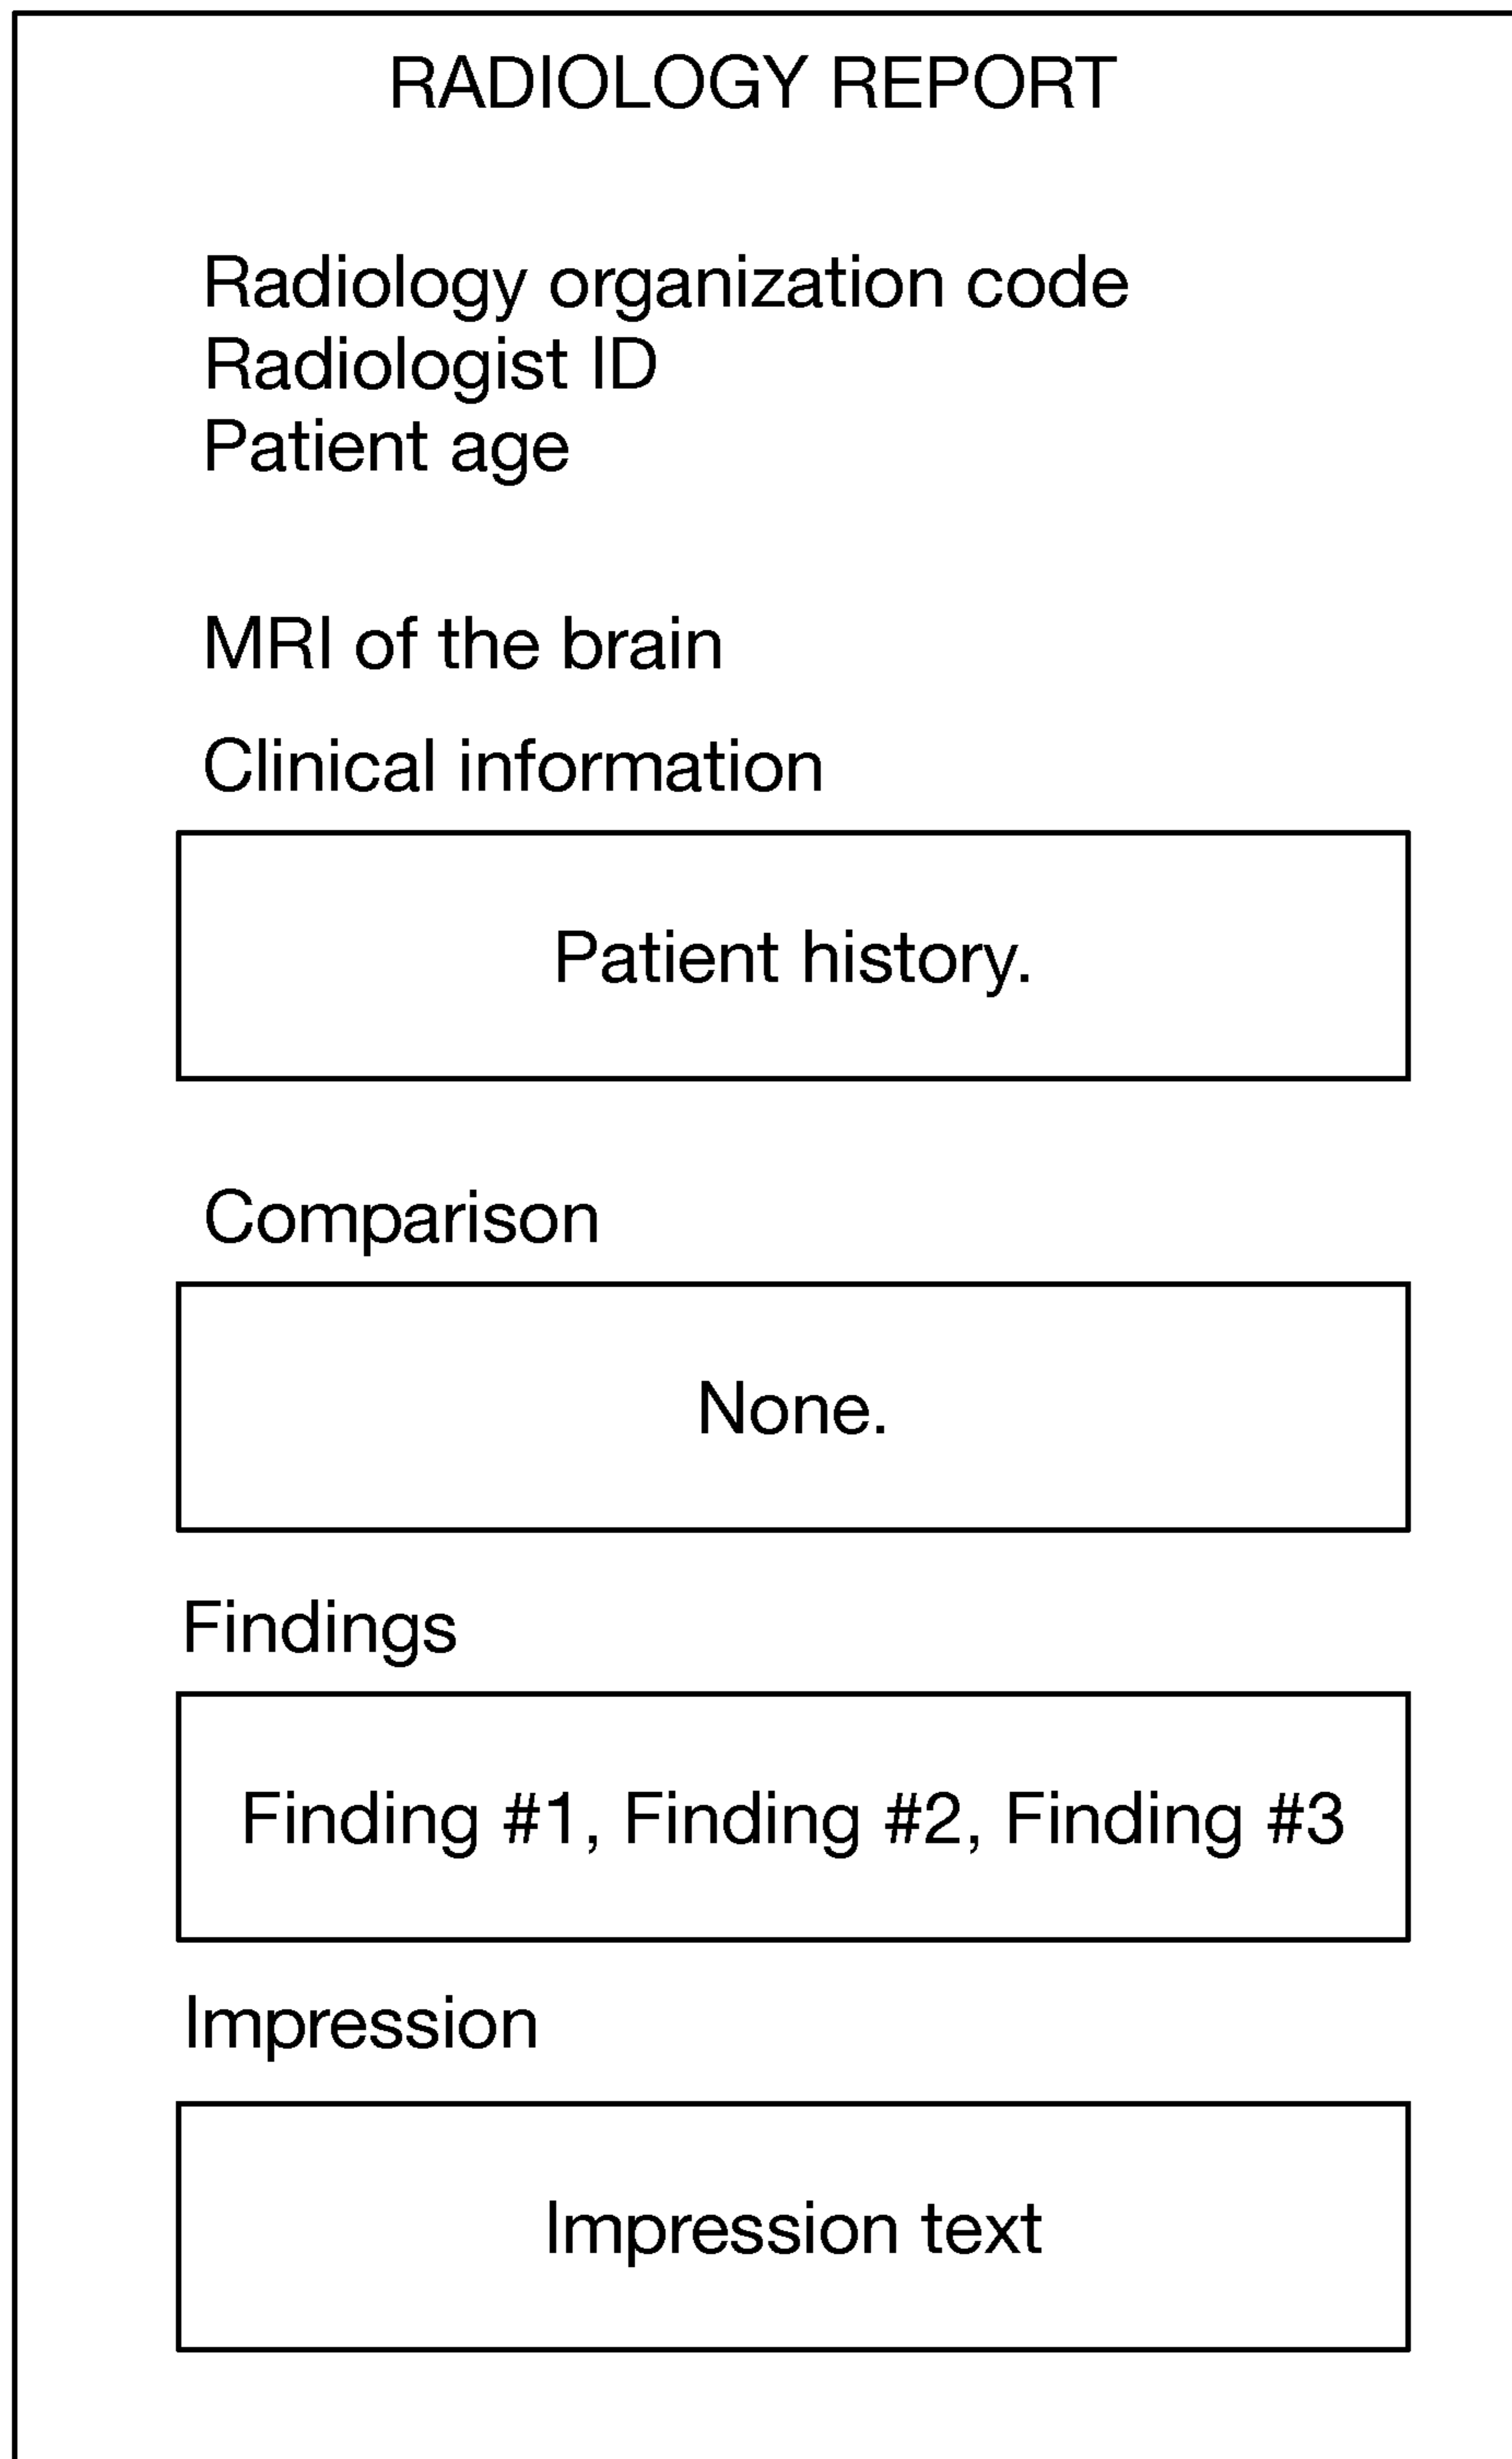 RADIOLOGY REPORT
Radiology organization code
Radiologist ID
Patient age
MRI of the brain
Clinical information
Patient history.
Comparison
None.
Findings
Finding #1, Finding #2, Finding #3
Impression
Impression text